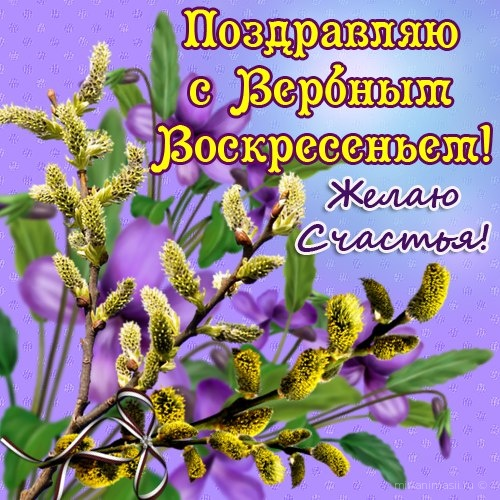 Поздравляю
с Вербным
Воскресеньем!
Желаю
Счастья!